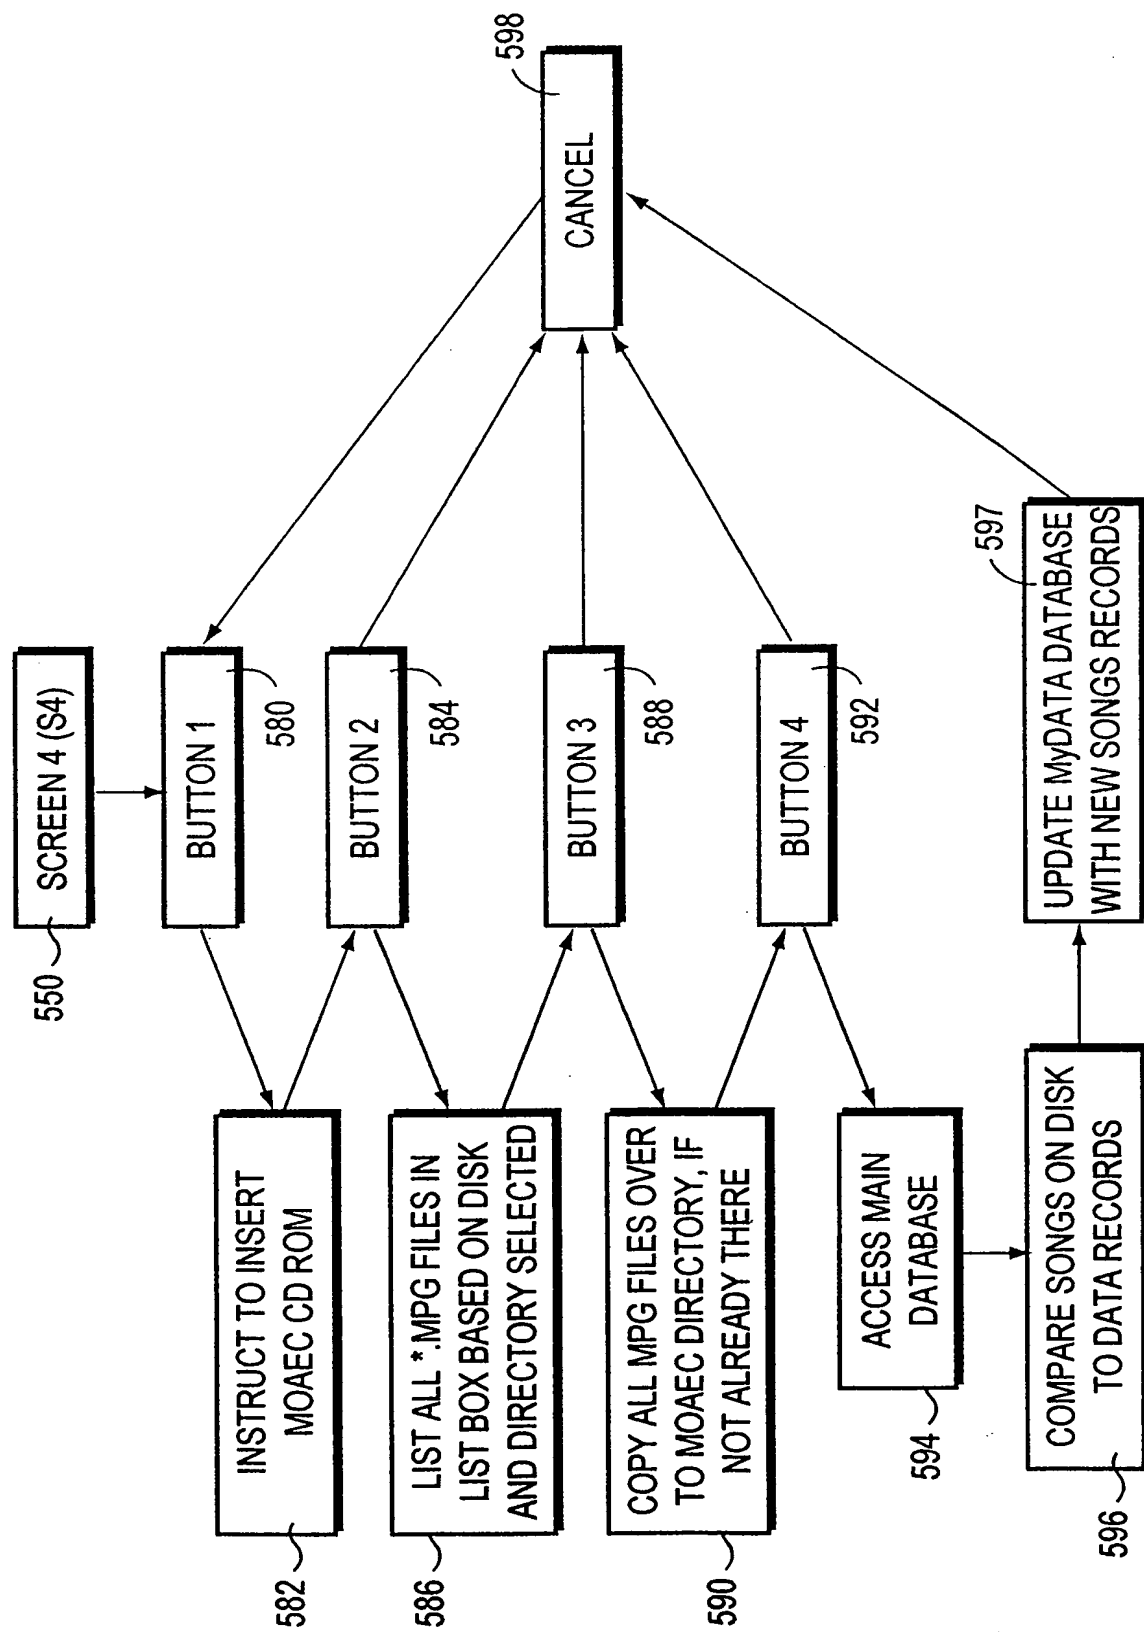 SCREEN 4 (S4)
550
BUTTON 1
580
INSTRUCT TO INSERT
MOAEC CD ROM
582
BUTTON 2
584
LIST ALL *.MPG FILES IN
LIST BOX BASED ON DISK
AND DIRECTORY SELECTED
586
BUTTON 3
588
COPY ALL MPG FILES OVER
TO MOAEC DIRECTORY, IF
NOT ALREADY THERE
590
BUTTON 4
592
ACCESS MAIN
DATABASE
594
COMPARE SONGS ON DISK
TO DATA RECORDS
596
UPDATE MyDATA DATABASE
WITH NEW SONGS RECORDS
597
CANCEL
598